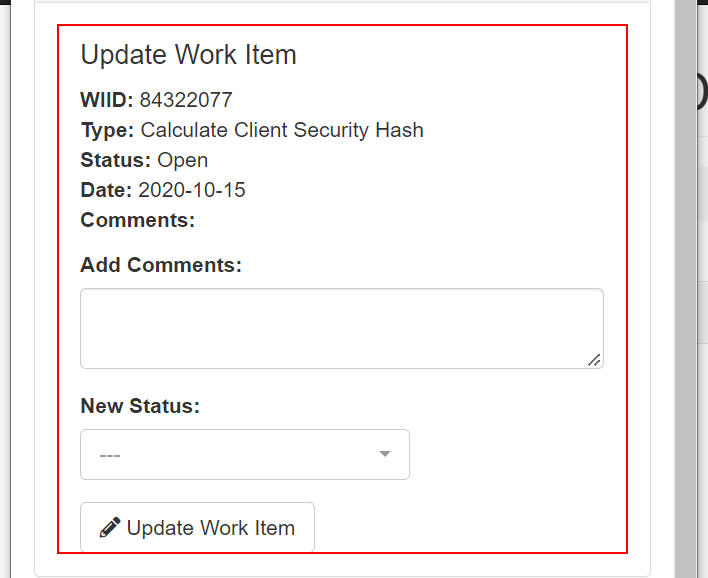 Update Work Item
WIID: 84322077
Type: Calculate Client Security Hash
Status: Open
Date: 2020-10-15
Comments:
Add Comments:
New Status:
---
Update Work Item